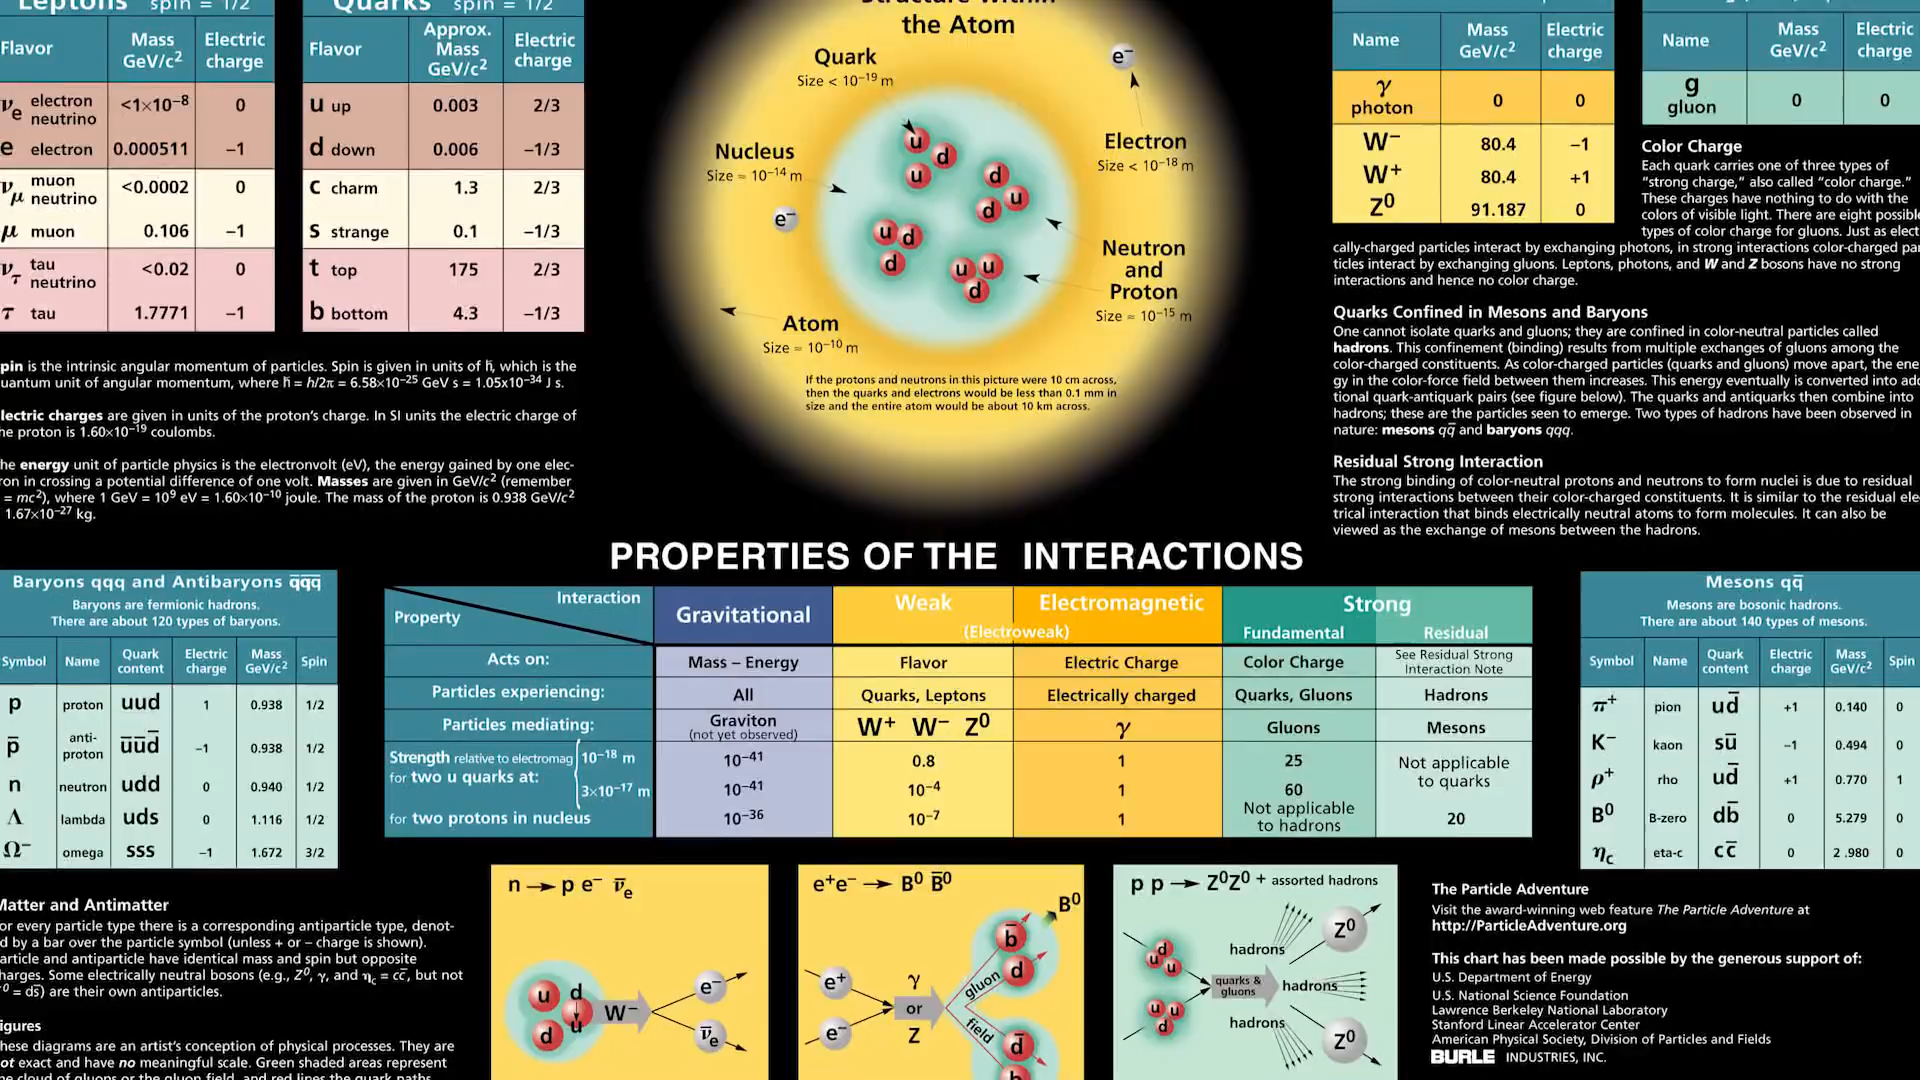 Leptons spin = 1/2
Flavor Mass GeV/c² Electric charge
νe electron neutrino <1×10⁻⁸ 0
e electron 0.000511 –1
νμ muon neutrino <0.0002 0
μ muon 0.106 –1
ντ tau neutrino <0.02 0
τ tau 1.7771 –1
Quarks spin = 1/2
Flavor Approx. Mass GeV/c² Electric charge
u up 0.003 2/3
d down 0.006 –1/3
c charm 1.3 2/3
s strange 0.1 –1/3
t top 175 2/3
b bottom 4.3 –1/3
pin is the intrinsic angular momentum of particles. Spin is given in units of ħ, which is the
uantum unit of angular momentum, where ħ = h/2π = 6.58×10⁻²⁵ GeV s = 1.05x10⁻³⁴ J s.
lectric charges are given in units of the proton's charge. In SI units the electric charge of
he proton is 1.60×10⁻¹⁹ coulombs.
he energy unit of particle physics is the electronvolt (eV), the energy gained by one elec-
ron in crossing a potential difference of one volt. Masses are given in GeV/c² (remember
= mc²), where 1 GeV = 10⁹ eV = 1.60×10⁻¹⁰ joule. The mass of the proton is 0.938 GeV/c²
1.67×10⁻²⁷ kg.
Structure within
the Atom
Quark
Size < 10⁻¹⁹ m
e⁻
Electron
Size < 10⁻¹⁸ m
Nucleus
Size ≈ 10⁻¹⁴ m
e⁻
u
d
u
d
u
d
u d
d
u u
d
Neutron
and
Proton
Size ≈ 10⁻¹⁵ m
Atom
Size ≈ 10⁻¹⁰ m
If the protons and neutrons in this picture were 10 cm across,
then the quarks and electrons would be less than 0.1 mm in
size and the entire atom would be about 10 km across.
Name Mass GeV/c² Electric charge
γ photon 0 0
W⁻ 80.4 –1
W⁺ 80.4 +1
Z⁰ 91.187 0
Name Mass GeV/c² Electric charge
g gluon 0 0
Color Charge
Each quark carries one of three types of
“strong charge,” also called “color charge.”
These charges have nothing to do with the
colors of visible light. There are eight possible
types of color charge for gluons. Just as elect
cally-charged particles interact by exchanging photons, in strong interactions color-charged par
ticles interact by exchanging gluons. Leptons, photons, and W and Z bosons have no strong
interactions and hence no color charge.
Quarks Confined in Mesons and Baryons
One cannot isolate quarks and gluons; they are confined in color-neutral particles called
hadrons. This confinement (binding) results from multiple exchanges of gluons among the
color-charged constituents. As color-charged particles (quarks and gluons) move apart, the ene
gy in the color-force field between them increases. This energy eventually is converted into add
tional quark-antiquark pairs (see figure below). The quarks and antiquarks then combine into
hadrons; these are the particles seen to emerge. Two types of hadrons have been observed in
nature: mesons qq̄ and baryons qqq.
Residual Strong Interaction
The strong binding of color-neutral protons and neutrons to form nuclei is due to residual
strong interactions between their color-charged constituents. It is similar to the residual ele
trical interaction that binds electrically neutral atoms to form molecules. It can also be
viewed as the exchange of mesons between the hadrons.
PROPERTIES OF THE INTERACTIONS
Baryons qqq and Antibaryons q̄q̄q̄
Baryons are fermionic hadrons.
There are about 120 types of baryons.
Symbol Name Quark content Electric charge Mass GeV/c² Spin
p proton uud 1 0.938 1/2
p̄ anti-proton ūūd̄ –1 0.938 1/2
n neutron udd 0 0.940 1/2
Λ lambda uds 0 1.116 1/2
Ω⁻ omega sss –1 1.672 3/2
Interaction
Property
Gravitational Weak Electromagnetic Strong
(Electroweak) Fundamental Residual
Acts on: Mass – Energy Flavor Electric Charge Color Charge See Residual Strong Interaction Note
Particles experiencing: All Quarks, Leptons Electrically charged Quarks, Gluons Hadrons
Particles mediating: Graviton (not yet observed) W⁺ W⁻ Z⁰ γ Gluons Mesons
Strength relative to electromag 10⁻¹⁸ m 10⁻⁴¹ 0.8 1 25 Not applicable to quarks
for two u quarks at: 3×10⁻¹⁷ m 10⁻⁴¹ 10⁻⁴ 1 60
for two protons in nucleus 10⁻³⁶ 10⁻⁷ 1 Not applicable to hadrons 20
Mesons qq̄
Mesons are bosonic hadrons.
There are about 140 types of mesons.
Symbol Name Quark content Electric charge Mass GeV/c² Spin
π⁺ pion ud̄ +1 0.140 0
K⁻ kaon sū –1 0.494 0
ρ⁺ rho ud̄ +1 0.770 1
B⁰ B-zero db̄ 0 5.279 0
ηc eta-c cc̄ 0 2 .980 0
Matter and Antimatter
or every particle type there is a corresponding antiparticle type, denot-
d by a bar over the particle symbol (unless + or – charge is shown).
article and antiparticle have identical mass and spin but opposite
harges. Some electrically neutral bosons (e.g., Z⁰, γ, and ηc = cc̄, but not
⁰ = ds̄) are their own antiparticles.
igures
hese diagrams are an artist's conception of physical processes. They are
ot exact and have no meaningful scale. Green shaded areas represent
he cloud of gluons or the gluon field, and red lines the quark paths.
n → p e⁻ ν̄e
u d
u
d
W⁻
e⁻
ν̄e
e⁺e⁻ → B⁰ B̄⁰
B⁰
e⁺
e⁻
γ
or
Z
gluon
field
b̄
d
d̄
b
p p → Z⁰Z⁰ + assorted hadrons
d
u u
u u
d
quarks &
gluons
hadrons
hadrons
hadrons
Z⁰
Z⁰
The Particle Adventure
Visit the award-winning web feature The Particle Adventure at
http://ParticleAdventure.org
This chart has been made possible by the generous support of:
U.S. Department of Energy
U.S. National Science Foundation
Lawrence Berkeley National Laboratory
Stanford Linear Accelerator Center
American Physical Society, Division of Particles and Fields
BURLE INDUSTRIES, INC.